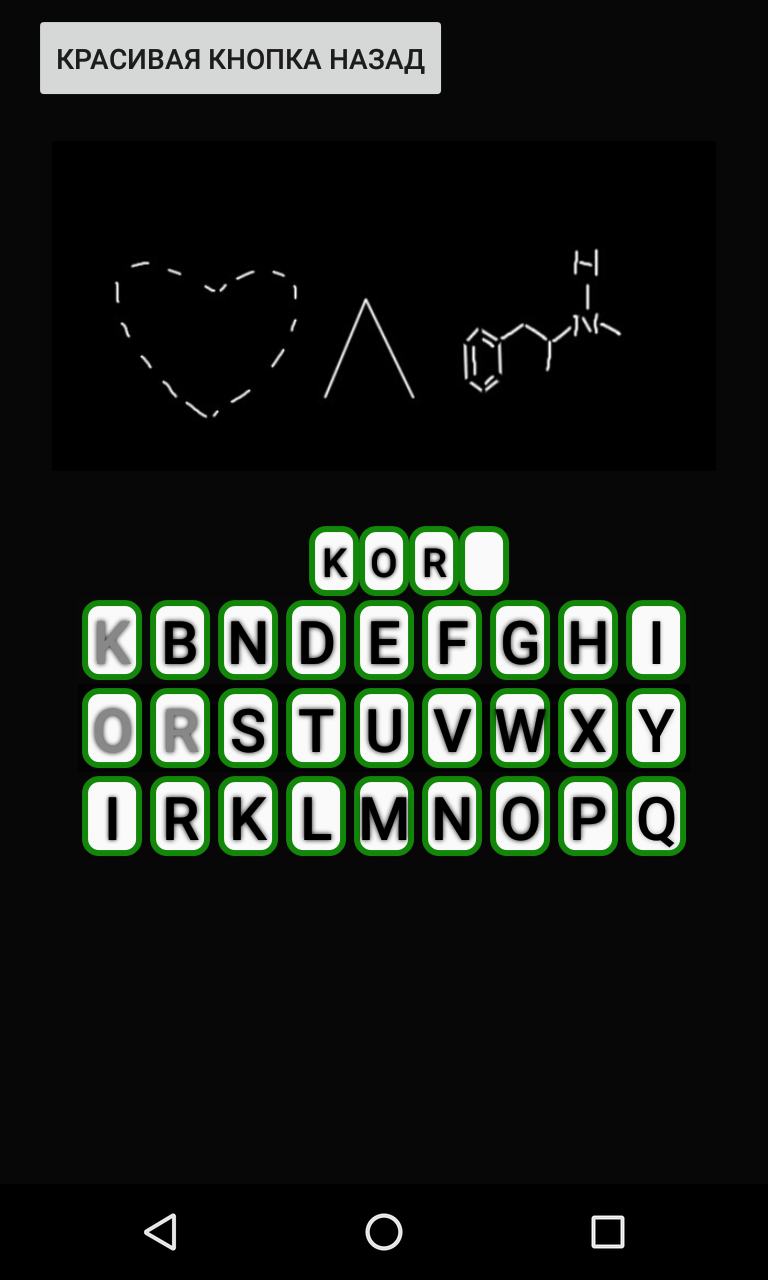 КРАСИВАЯ КНОПКА НАЗАД
H
N
K O R
K B N D E F G H I
O R S T U V W X Y
I R K L M N O P Q